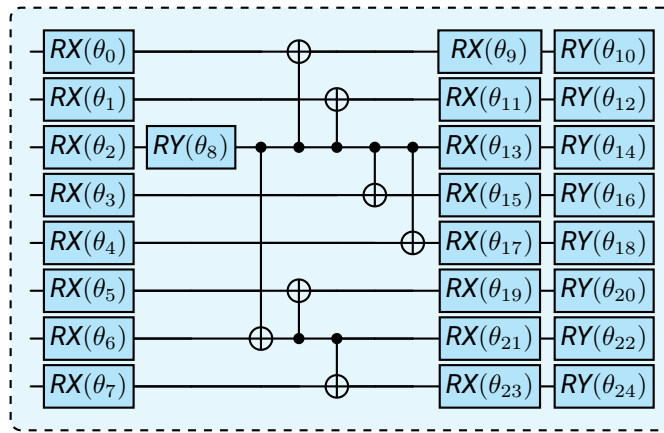 RX(θ₀) RX(θ₉) RY(θ₁₀)
RX(θ₁) RX(θ₁₁) RY(θ₁₂)
RX(θ₂) RY(θ₈) RX(θ₁₃) RY(θ₁₄)
RX(θ₃) RX(θ₁₅) RY(θ₁₆)
RX(θ₄) RX(θ₁₇) RY(θ₁₈)
RX(θ₅) RX(θ₁₉) RY(θ₂₀)
RX(θ₆) RX(θ₂₁) RY(θ₂₂)
RX(θ₇) RX(θ₂₃) RY(θ₂₄)